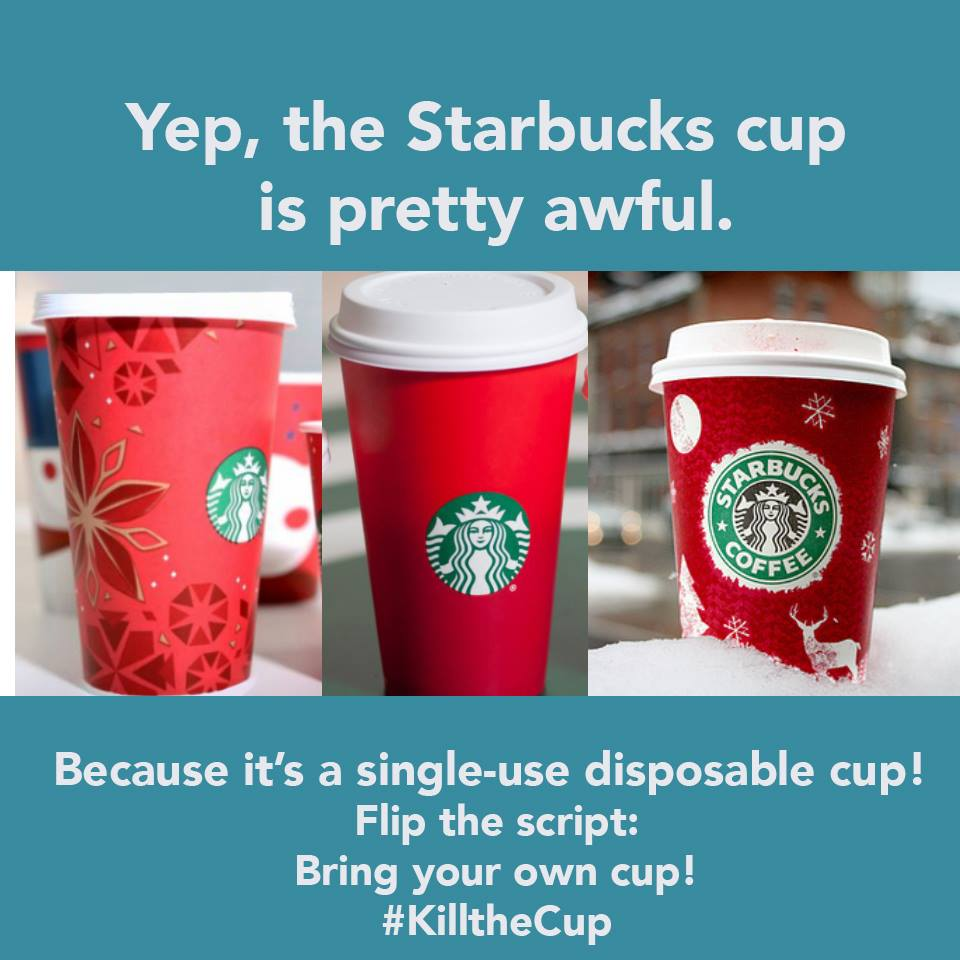 Yep, the Starbucks cup
is pretty awful.
STARBUCKS
COFFEE
Because it’s a single-use disposable cup!
Flip the script:
Bring your own cup!
#KilltheCup